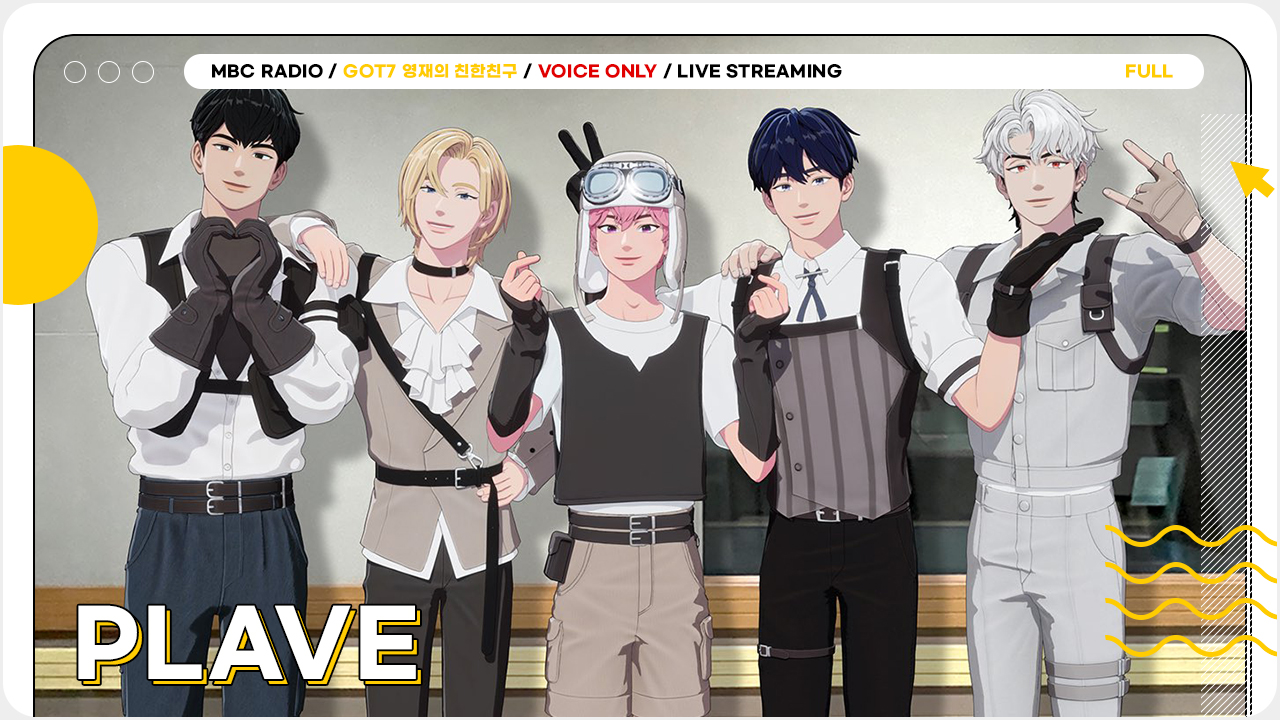 MBC RADIO / GOT7 영재의 친한친구 / VOICE ONLY / LIVE STREAMING
FULL
PLAVE